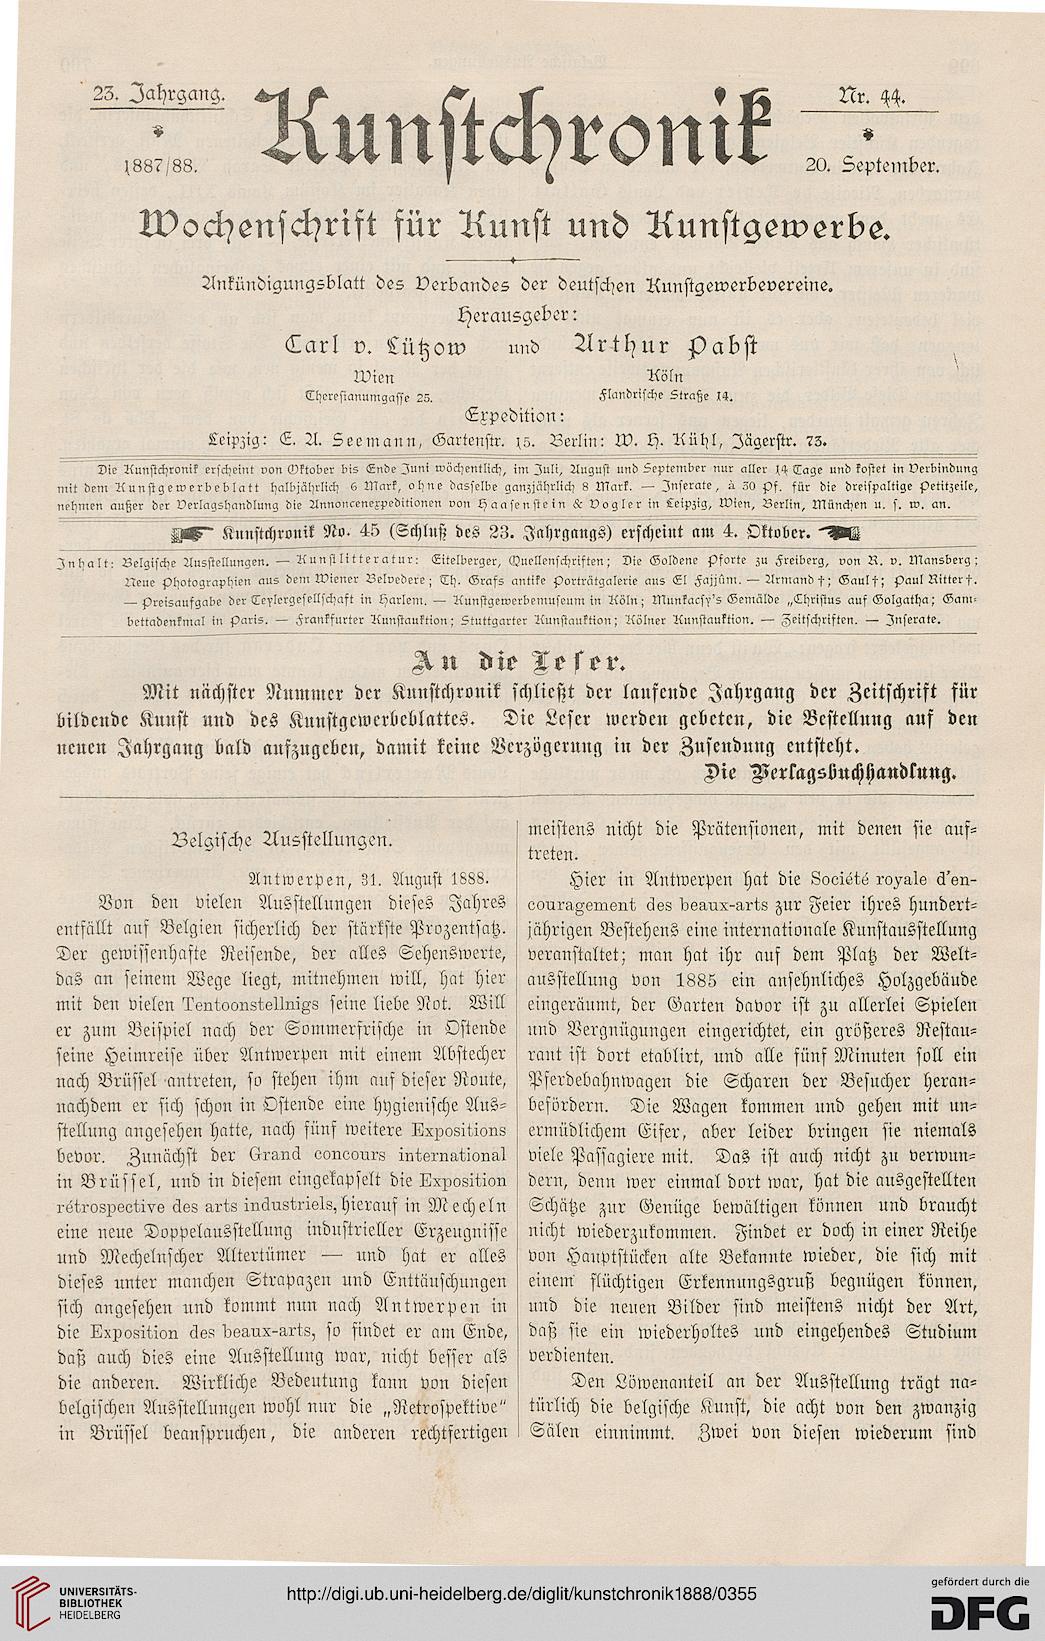 23. Jahrgang.
Kunstchronik
Nr. 44.
1887/88.
20. September.
Wochenschrift für Kunst und Kunstgewerbe.
Ankündigungsblatt des Verbandes der deutschen Kunstgewerbevereine.
Herausgeber:
Carl v. Lützow und Arthur Pabst
Wien Köln
Theresianumgasse 25. Flandrische Straße 14.
Expedition:
Leipzig: E. A. Seemann, Gartenstr. 15. Berlin: W. H. Kühl, Jägerstr. 73.
Die Kunstchronik erscheint von Oktober bis Ende Juni wöchentlich, im Juli, August und September nur aller 14 Tage und kostet in Verbindung
mit dem Kunstgewerbeblatt halbjährlich 6 Mark, ohne dasselbe ganzjährlich 8 Mark. — Inserate, à 30 Pf. für die dreispaltige Petitzeile,
nehmen außer der Verlagshandlung die Annoncenexpeditionen von Haasenstein & Vogler in Leipzig, Wien, Berlin, München u. s. w. an.
Kunstchronik No. 45 (Schluß des 23. Jahrgangs) erscheint am 4. Oktober.
Inhalt: Belgische Ausstellungen. — Kunstlitteratur: Eitelberger, Quellenschriften; Die Goldene Pforte zu Freiberg, von R. v. Mansberg;
Neue Photographien aus dem Wiener Belvedere; Th. Grafs antike Porträtgalerie aus El Fajjûm. — Armand †; Gaul †; Paul Ritter †.
— Preisaufgabe der Teylergesellschaft in Harlem. — Kunstgewerbemuseum in Köln; Munkacsy's Gemälde „Christus auf Golgatha; Gam-
bettadenkmal in Paris. — Frankfurter Kunstauktion; Stuttgarter Kunstauktion; Kölner Kunstauktion. — Zeitschriften. — Inserate.
An die Leser.
Mit nächster Nummer der Kunstchronik schließt der laufende Jahrgang der Zeitschrift für
bildende Kunst und des Kunstgewerbeblattes. Die Leser werden gebeten, die Bestellung auf den
neuen Jahrgang bald aufzugeben, damit keine Verzögerung in der Zusendung entsteht.
Die Verlagsbuchhandlung.
Belgische Ausstellungen.
Antwerpen, 31. August 1888.
Von den vielen Ausstellungen dieses Jahres
entfällt auf Belgien sicherlich der stärkste Prozentsatz.
Der gewissenhafte Reisende, der alles Sehenswerte,
das an seinem Wege liegt, mitnehmen will, hat hier
mit den vielen Tentoonstellnigs seine liebe Not. Will
er zum Beispiel nach der Sommerfrische in Ostende
seine Heimreise über Antwerpen mit einem Abstecher
nach Brüssel antreten, so stehen ihm auf dieser Route,
nachdem er sich schon in Ostende eine hygienische Aus-
stellung angesehen hatte, nach fünf weitere Expositions
bevor. Zunächst der Grand concours international
in Brüssel, und in diesem eingekapselt die Exposition
rétrospective des arts industriels, hierauf in Mecheln
eine neue Doppelausstellung industrieller Erzeugnisse
und Mechelnscher Altertümer — und hat er alles
dieses unter manchen Strapazen und Enttäuschungen
sich angesehen und kommt nun nach Antwerpen in
die Exposition des beaux-arts, so findet er am Ende,
daß auch dies eine Ausstellung war, nicht besser als
die anderen. Wirkliche Bedeutung kann von diesen
belgischen Ausstellungen wohl nur die „Retrospektive“
in Brüssel beanspruchen, die anderen rechtfertigen
meistens nicht die Prätensionen, mit denen sie auf-
treten.
Hier in Antwerpen hat die Société royale d'en-
couragement des beaux-arts zur Feier ihres hundert-
jährigen Bestehens eine internationale Kunstausstellung
veranstaltet; man hat ihr auf dem Platz der Welt-
ausstellung von 1885 ein ansehnliches Holzgebäude
eingeräumt, der Garten davor ist zu allerlei Spielen
und Vergnügungen eingerichtet, ein größeres Restau-
rant ist dort etablirt, und alle fünf Minuten soll ein
Pferdebahnwagen die Scharen der Besucher heran-
befördern. Die Wagen kommen und gehen mit un-
ermüdlichem Eifer, aber leider bringen sie niemals
viele Passagiere mit. Das ist auch nicht zu verwun-
dern, denn wer einmal dort war, hat die ausgestellten
Schätze zur Genüge bewältigen können und braucht
nicht wiederzukommen. Findet er doch in einer Reihe
von Hauptstücken alte Bekannte wieder, die sich mit
einem flüchtigen Erkennungsgruß begnügen können,
und die neuen Bilder sind meistens nicht der Art,
daß sie ein wiederholtes und eingehendes Studium
verdienten.
Den Löwenanteil an der Ausstellung trägt na-
türlich die belgische Kunst, die acht von den zwanzig
Sälen einnimmt. Zwei von diesen wiederum sind
UNIVERSITÄTS-
BIBLIOTHEK
HEIDELBERG
http://digi.ub.uni-heidelberg.de/diglit/kunstchronik1888/0355
gefördert durch die
DFG